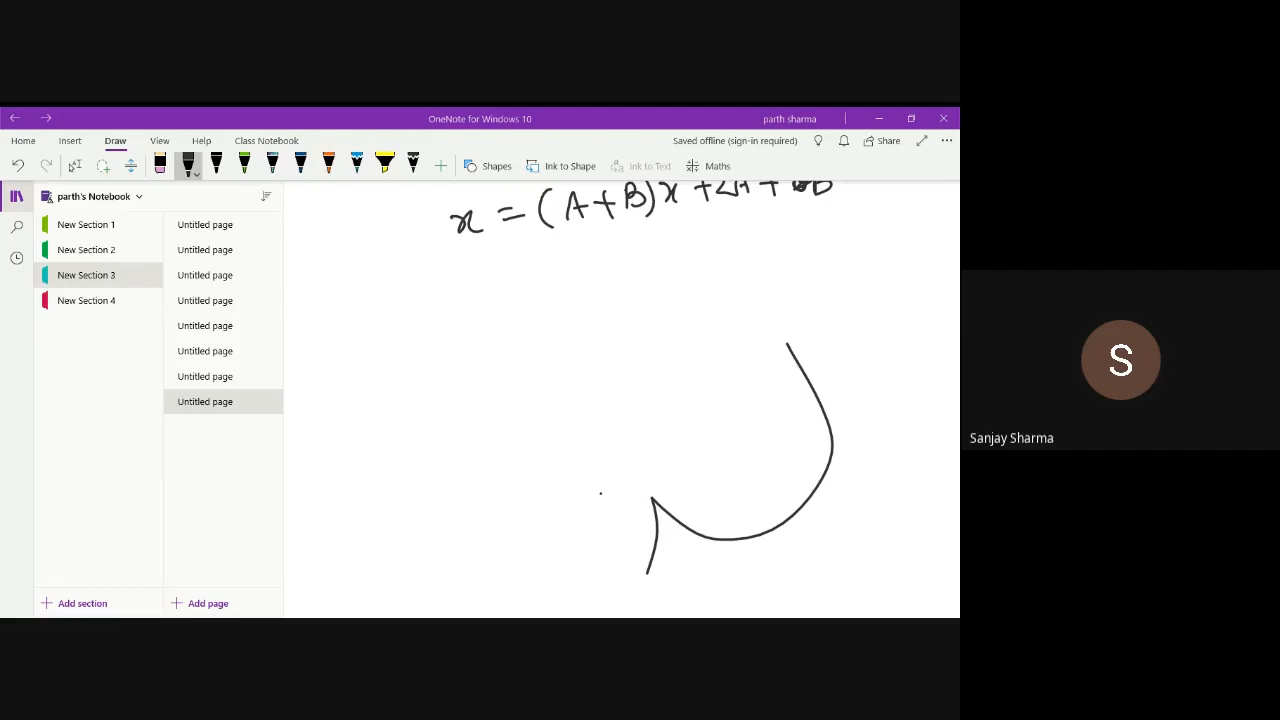 OneNote for Windows 10
parth sharma
Home Insert Draw View Help Class Notebook
Saved offline (sign-in required)
Share
Shapes
Ink to Shape
Ink to Text
Maths
parth's Notebook
New Section 1
New Section 2
New Section 3
New Section 4
Untitled page
Untitled page
Untitled page
Untitled page
Untitled page
Untitled page
Untitled page
Untitled page
Add section
Add page
x = (A+B)x +
S
Sanjay Sharma